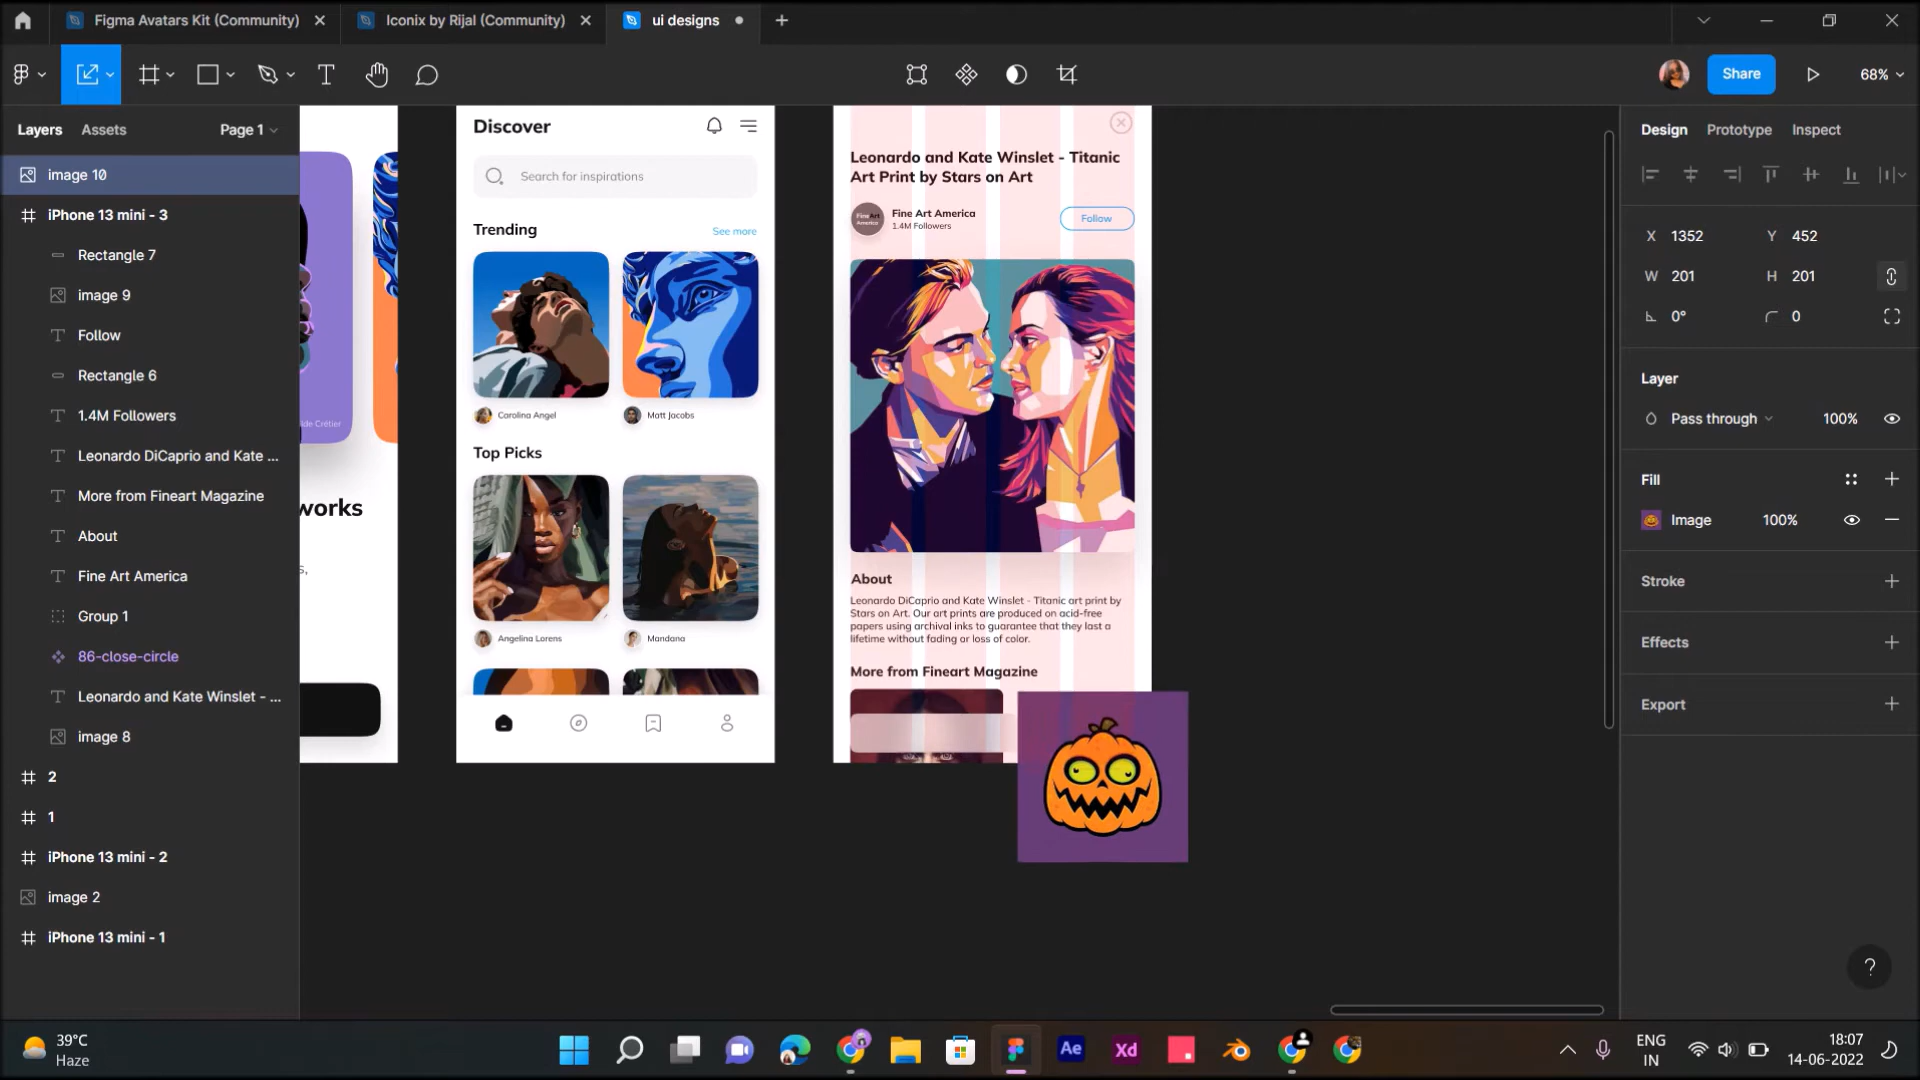 Figma Avatars Kit (Community)
Iconix by Rijal (Community)
ui designs
Share
68%
Layers
Assets
Page 1
image 10
iPhone 13 mini - 3
Rectangle 7
image 9
Follow
Rectangle 6
1.4M Followers
Leonardo DiCaprio and Kate ...
More from Fineart Magazine
About
Fine Art America
Group 1
86-close-circle
Leonardo and Kate Winslet - ...
image 8
2
1
iPhone 13 mini - 2
image 2
iPhone 13 mini - 1
ilde Crétier
works
s,
Discover
Search for inspirations
Trending
See more
Carolina Angel
Matt Jacobs
Top Picks
Angelina Lorens
Mandana
Leonardo and Kate Winslet - Titanic
Art Print by Stars on Art
FineArt
America
Fine Art America
1.4M Followers
Follow
About
Leonardo DiCaprio and Kate Winslet - Titanic art print by
Stars on Art. Our art prints are produced on acid-free
papers using archival inks to guarantee that they last a
lifetime without fading or loss of color.
More from Fineart Magazine
Design
Prototype
Inspect
X 1352
Y 452
W 201
H 201
0°
0
Layer
Pass through
100%
Fill
Image
100%
Stroke
Effects
Export
?
39°C
Haze
Ae
Xd
ENG
IN
18:07
14-06-2022